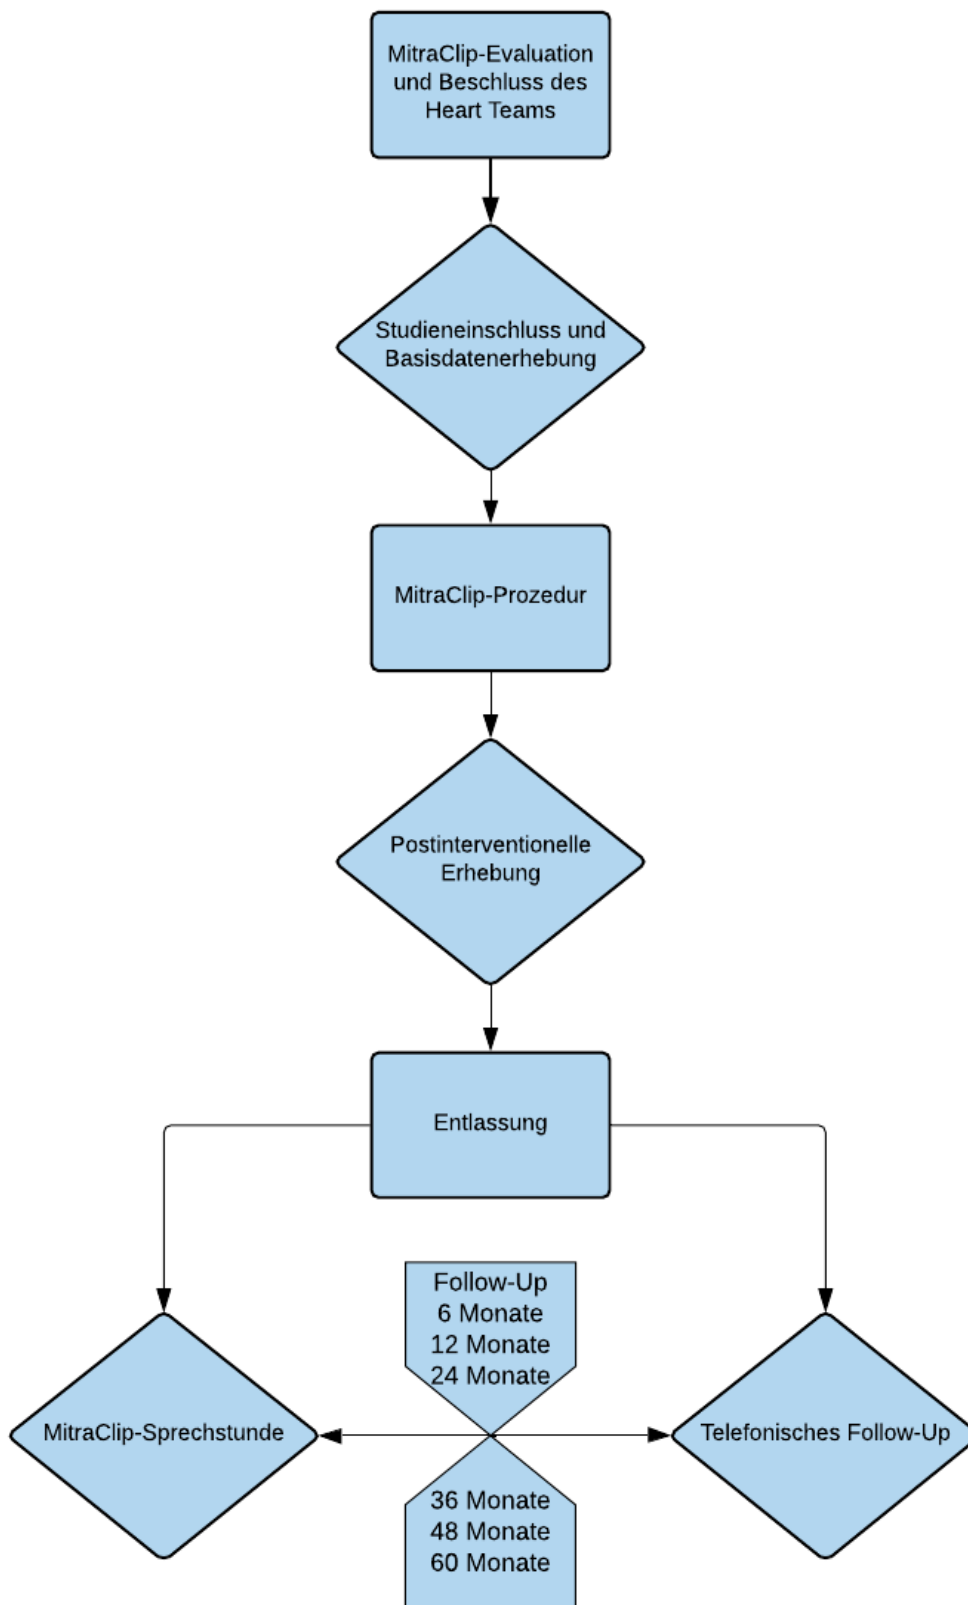 MitraClip-Evaluation
und Beschluss des
Heart Teams
Studieneinschluss und
Basisdatenerhebung
MitraClip-Prozedur
Postinterventionelle
Erhebung
Entlassung
Follow-Up
6 Monate
12 Monate
24 Monate
MitraClip-Sprechstunde
Telefonisches Follow-Up
36 Monate
48 Monate
60 Monate